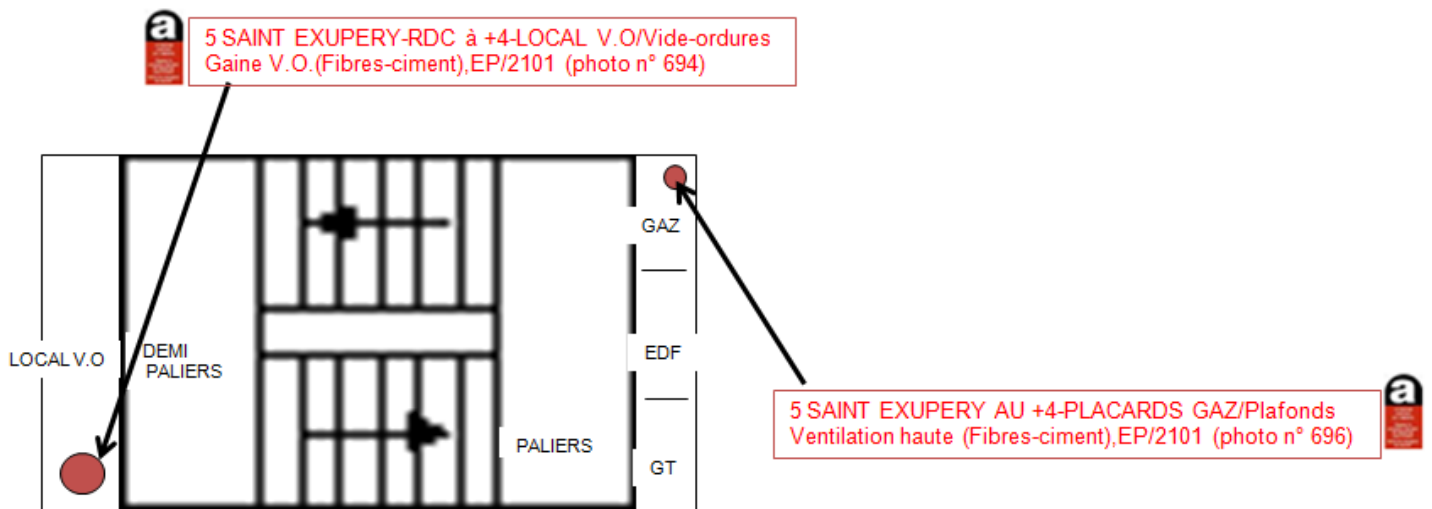 a
5 SAINT EXUPERY-RDC à +4-LOCAL V.O/Vide-ordures
Gaine V.O.(Fibres-ciment),EP/2101 (photo n° 694)
GAZ
LOCAL V.O
DEMI
PALIERS
EDF
PALIERS
GT
5 SAINT EXUPERY AU +4-PLACARDS GAZ/Plafonds
Ventilation haute (Fibres-ciment),EP/2101 (photo n° 696)
a